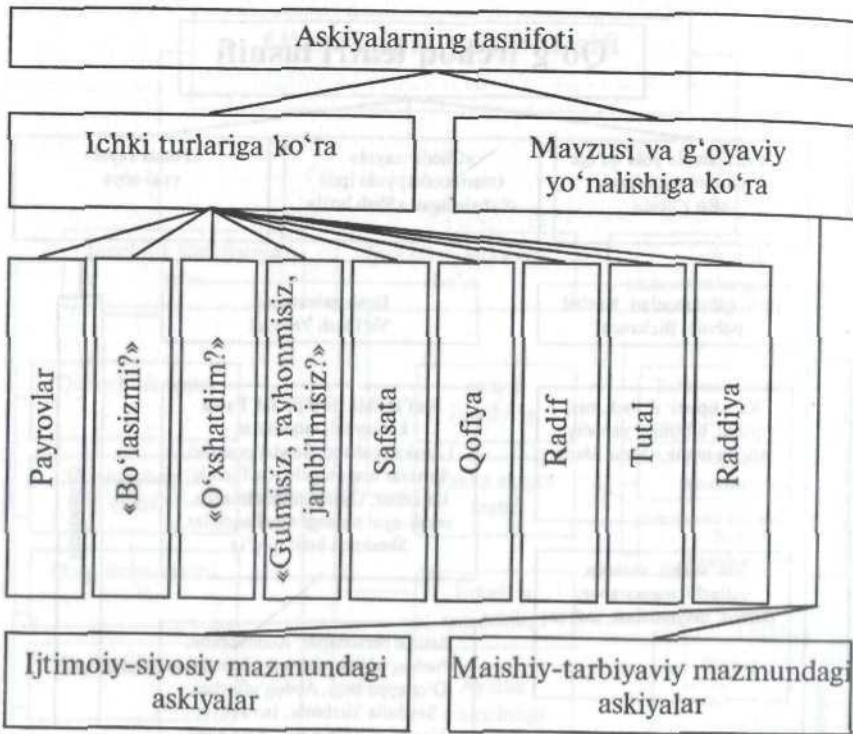 Askiyalarning tasnifoti
Ichki turlariga ko‘ra
Mavzusi va g‘oyaviy
yo‘nalishiga ko‘ra
Payrovlar
«Bo‘lasizmi?»
«O‘xshatdim?»
«Gulmisiz, rayhonmisiz,
jambilmisiz?»
Safsata
Qofiya
Radif
Tutal
Raddiya
Ijtimoiy-siyosiy mazmundagi
askiyalar
Maishiy-tarbiyaviy mazmundagi
askiyalar